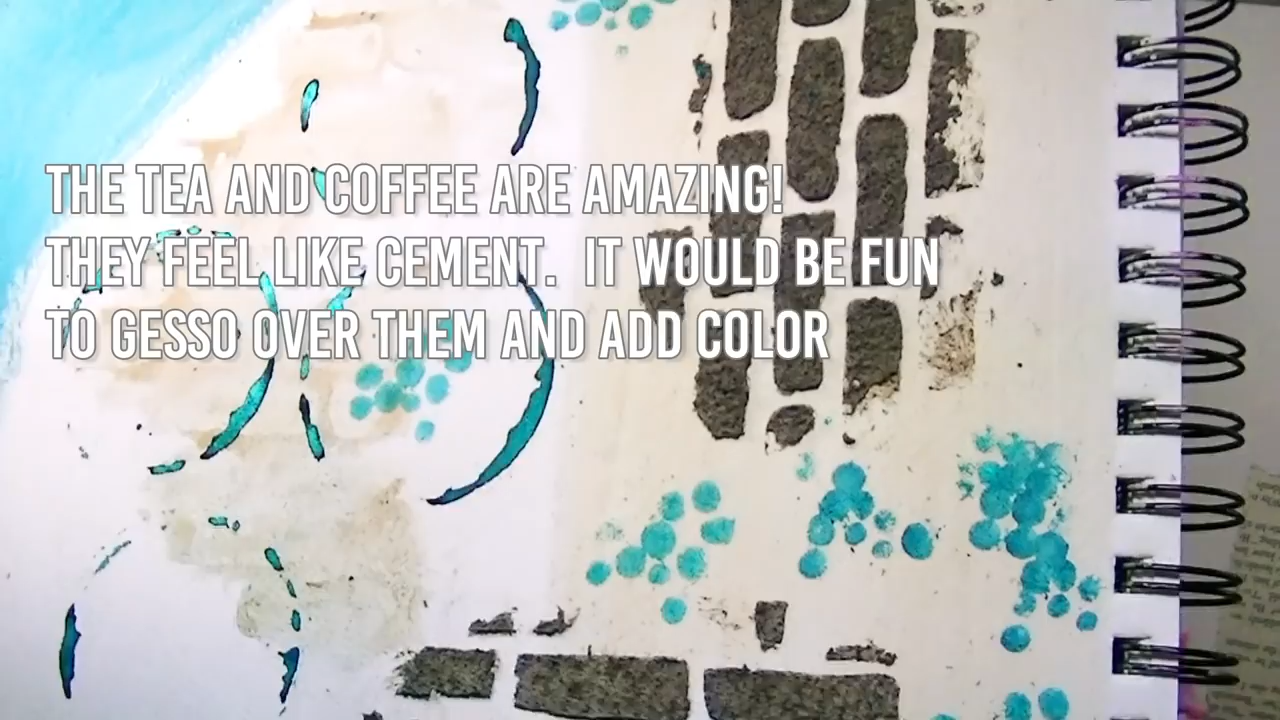 THE TEA AND COFFEE ARE AMAZING!
THEY FEEL LIKE CEMENT.  IT WOULD BE FUN
TO GESSO OVER THEM AND ADD COLOR